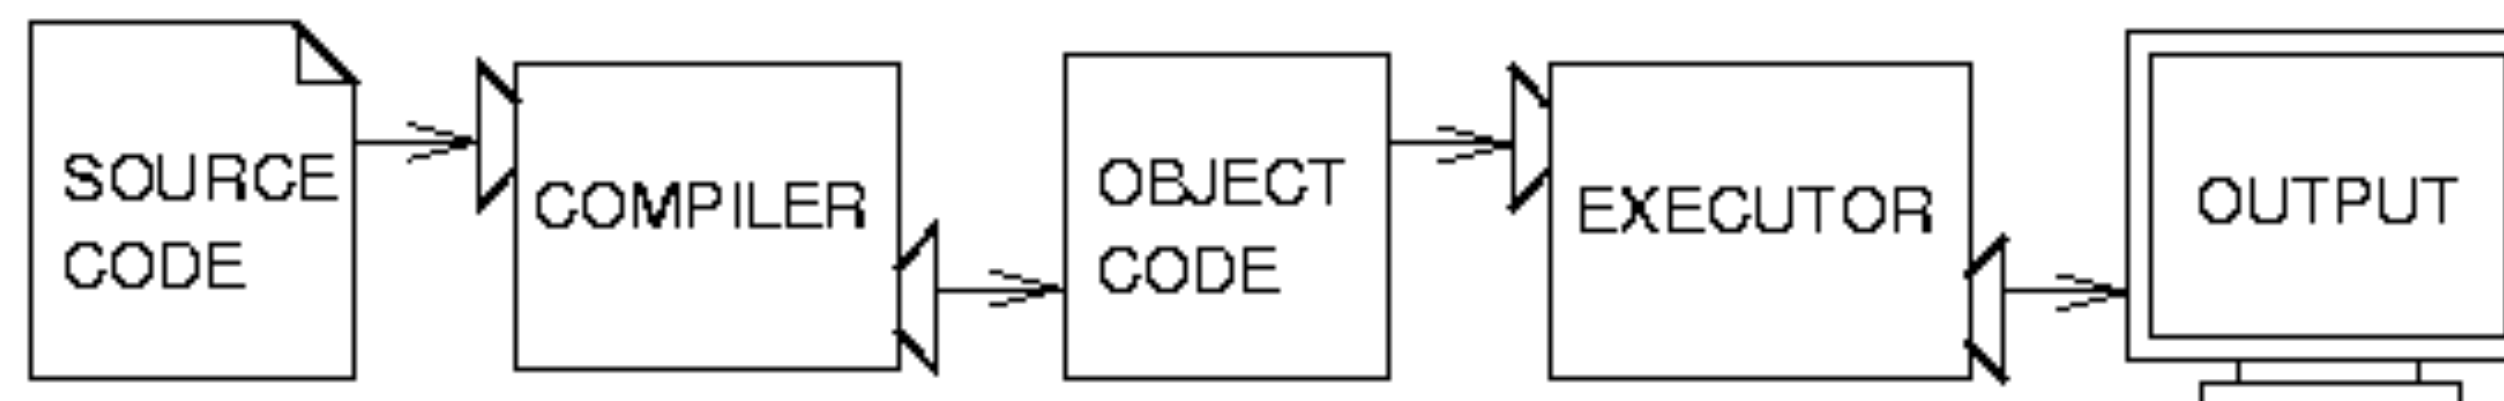 SOURCE
CODE
COMPILER
OBJECT
CODE
EXECUTOR
OUTPUT